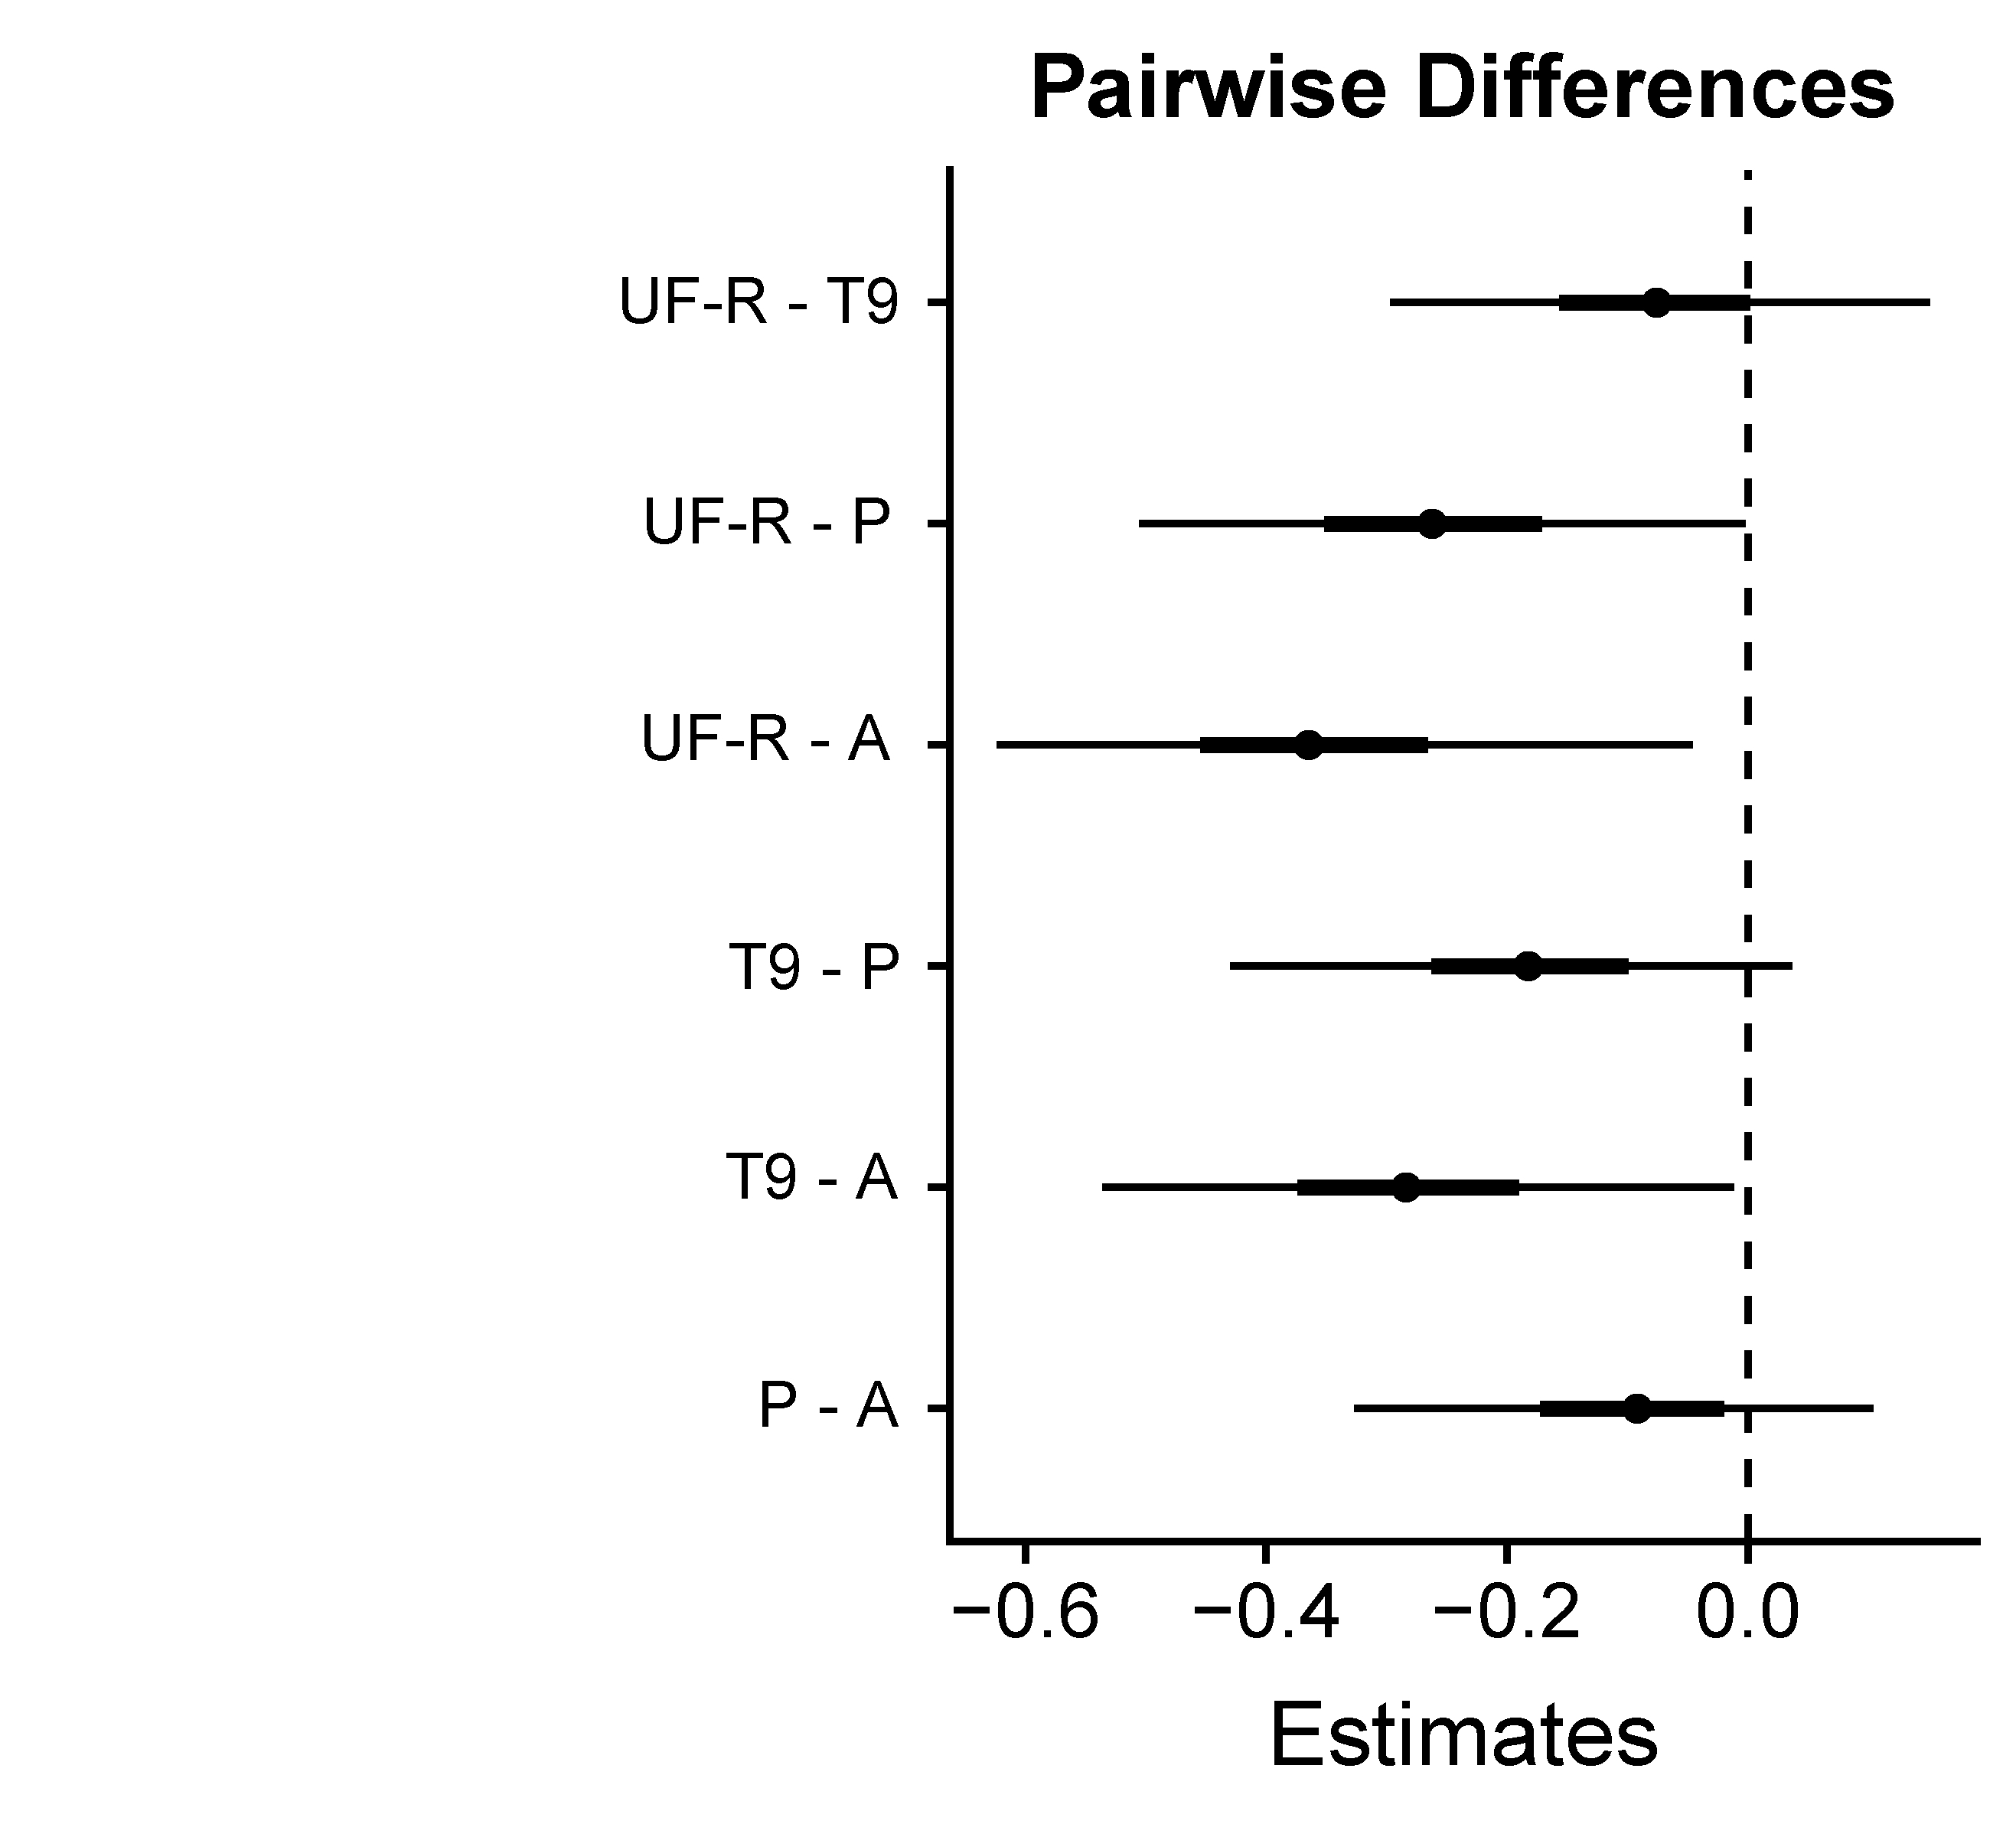 Pairwise Differences
UF-R - T9
UF-R - P
UF-R - A
T9 - P
T9 - A
P - A
−0.6 −0.4 −0.2 0.0
Estimates